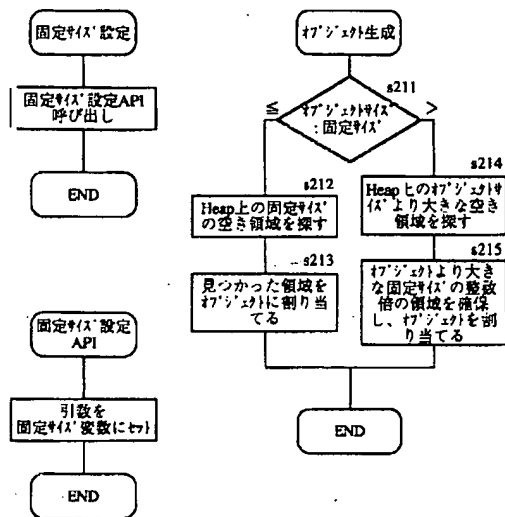 固定ｻｲｽﾞ設定
固定ｻｲｽﾞ設定API
呼び出し
END
固定ｻｲｽﾞ設定
API
引数を
固定ｻｲｽﾞ変数にｾｯﾄ
END
ｵﾌﾞｼﾞｪｸﾄ生成
s211
≦
ｵﾌﾞｼﾞｪｸﾄｻｲｽﾞ
:固定ｻｲｽﾞ
>
s212
Heap上の固定ｻｲｽﾞ
の空き領域を探す
s213
見つかった領域を
ｵﾌﾞｼﾞｪｸﾄに割り当
てる
s214
Heap上のｵﾌﾞｼﾞｪｸﾄｻ
ｲｽﾞより大きな空き
領域を探す
s215
ｵﾌﾞｼﾞｪｸﾄより大き
な固定ｻｲｽﾞの整数
倍の領域を確保
し、ｵﾌﾞｼﾞｪｸﾄを割
り当てる
END